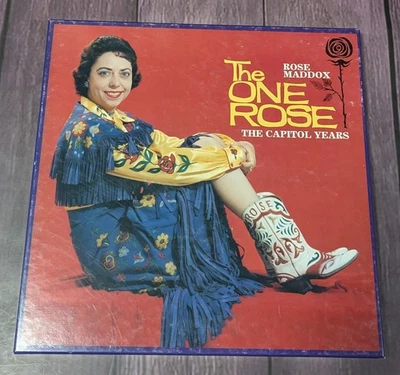 ROSE
MADDOX
The
ONE
ROSE
THE CAPITOL YEARS
ROSE